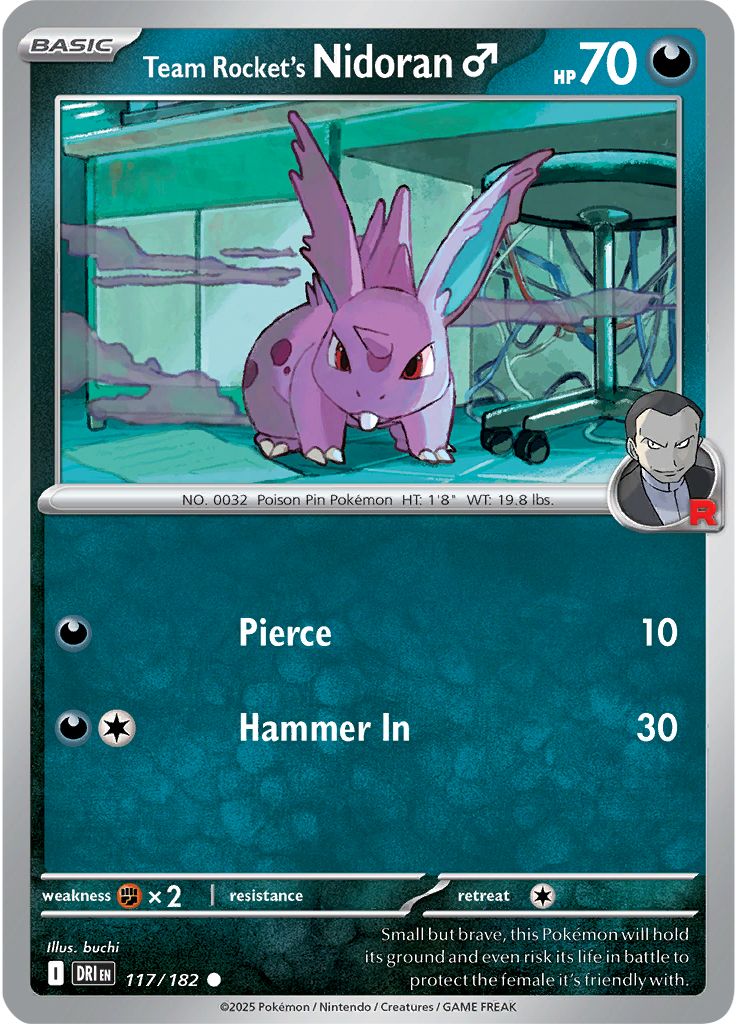 BASIC
Team Rocket's Nidoran ♂ HP 70
NO. 0032 Poison Pin Pokémon HT: 1'8" WT: 19.8 lbs.
R
Pierce 10
Hammer In 30
weakness ×2 resistance retreat
Illus. buchi
Small but brave, this Pokémon will hold
its ground and even risk its life in battle to
protect the female it's friendly with.
I DRI EN 117/182
©2025 Pokémon / Nintendo / Creatures / GAME FREAK